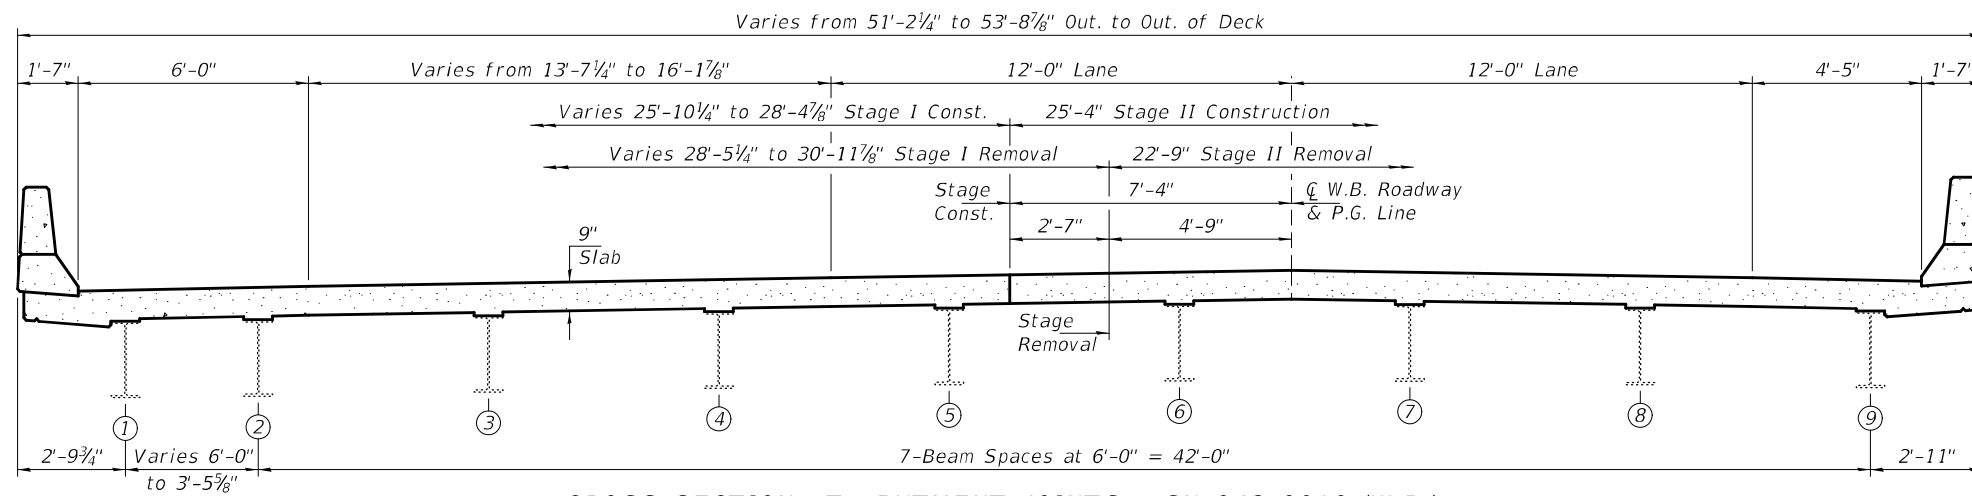 Varies from 51'-2¼" to 53'-8⅞" Out. to Out. of Deck
1'-7"
6'-0"
Varies from 13'-7¼" to 16'-1⅞"
12'-0" Lane
12'-0" Lane
4'-5"
1'-7"
Varies 25'-10¼" to 28'-4⅞" Stage I Const.
25'-4" Stage II Construction
Varies 28'-5¼" to 30'-11⅞" Stage I Removal
22'-9" Stage II Removal
Stage
Const.
7'-4"
℄ W.B. Roadway
& P.G. Line
2'-7"
4'-9"
9"
Slab
Stage
Removal
1
2
3
4
5
6
7
8
9
2'-9¾"
Varies 6'-0"
to 3'-5⅝"
7-Beam Spaces at 6'-0" = 42'-0"
2'-11"